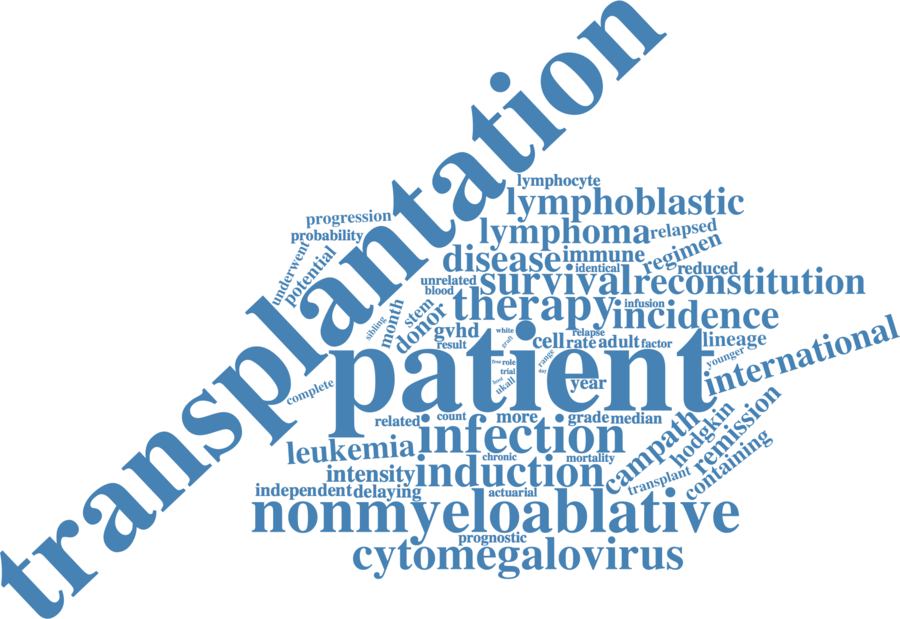 transplantation
lymphocyte
lymphoblastic
progression
lymphoma
relapsed
probability
disease
immune
regimen
underwent
potential
identical
reduced
unrelated
survival
reconstitution
blood
therapy
infusion
incidence
month
stem
donor
sibling
gvhd
white
relapse
lineage
result
graft
cell
rate
adult
factor
international
patient
younger
free
role
range
trial
day
host
ukall
year
complete
related
count
more
grade
median
campath
hodgkin
remission
leukemia
infection
chronic
mortality
containing
intensity
induction
transplant
independent
delaying
actuarial
nonmyeloablative
prognostic
cytomegalovirus